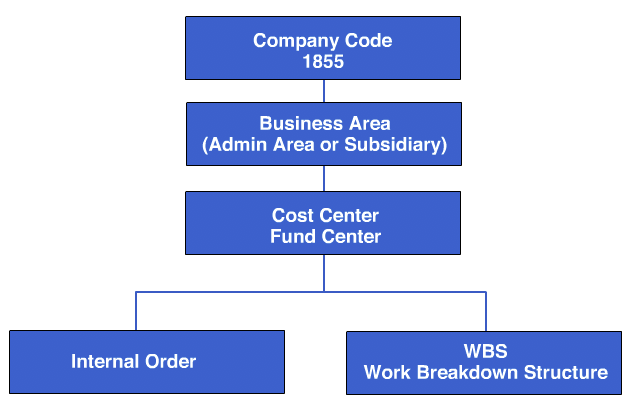 Company Code
1855
Business Area
(Admin Area or Subsidiary)
Cost Center
Fund Center
Internal Order
WBS
Work Breakdown Structure